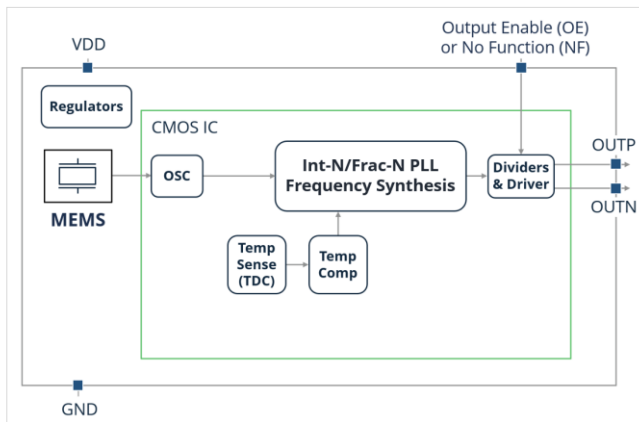 VDD
Output Enable (OE)
or No Function (NF)
Regulators
CMOS IC
OUTP
MEMS
OSC
Int-N/Frac-N PLL
Frequency Synthesis
Dividers
& Driver
OUTN
Temp
Sense
(TDC)
Temp
Comp
GND